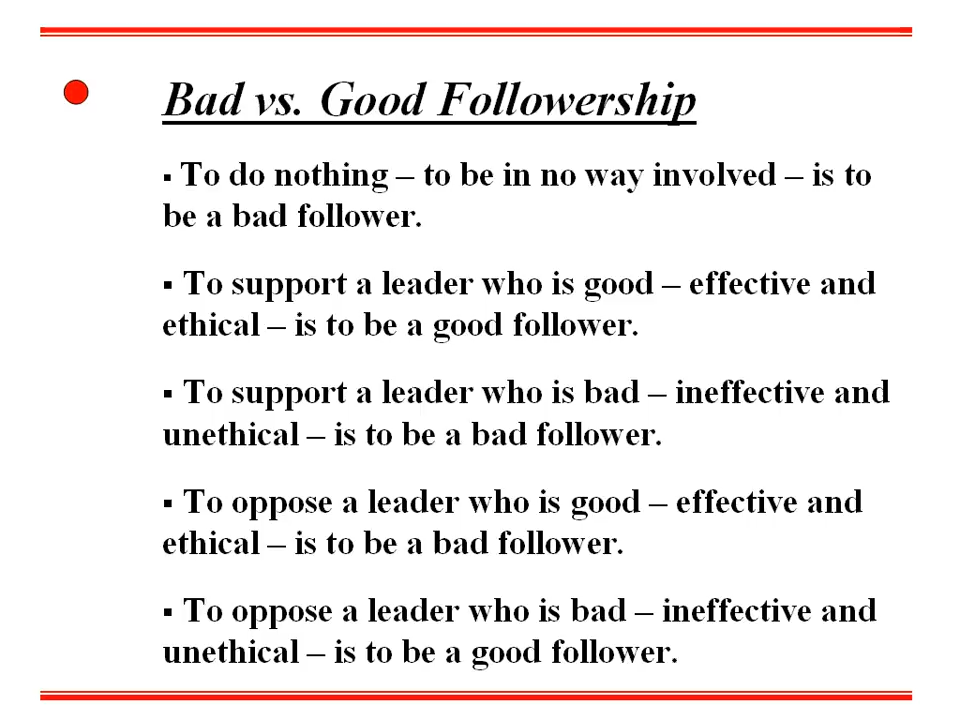 Bad vs. Good Followership
▪ To do nothing – to be in no way involved – is to
be a bad follower.
▪ To support a leader who is good – effective and
ethical – is to be a good follower.
▪ To support a leader who is bad – ineffective and
unethical – is to be a bad follower.
▪ To oppose a leader who is good – effective and
ethical – is to be a bad follower.
▪ To oppose a leader who is bad – ineffective and
unethical – is to be a good follower.